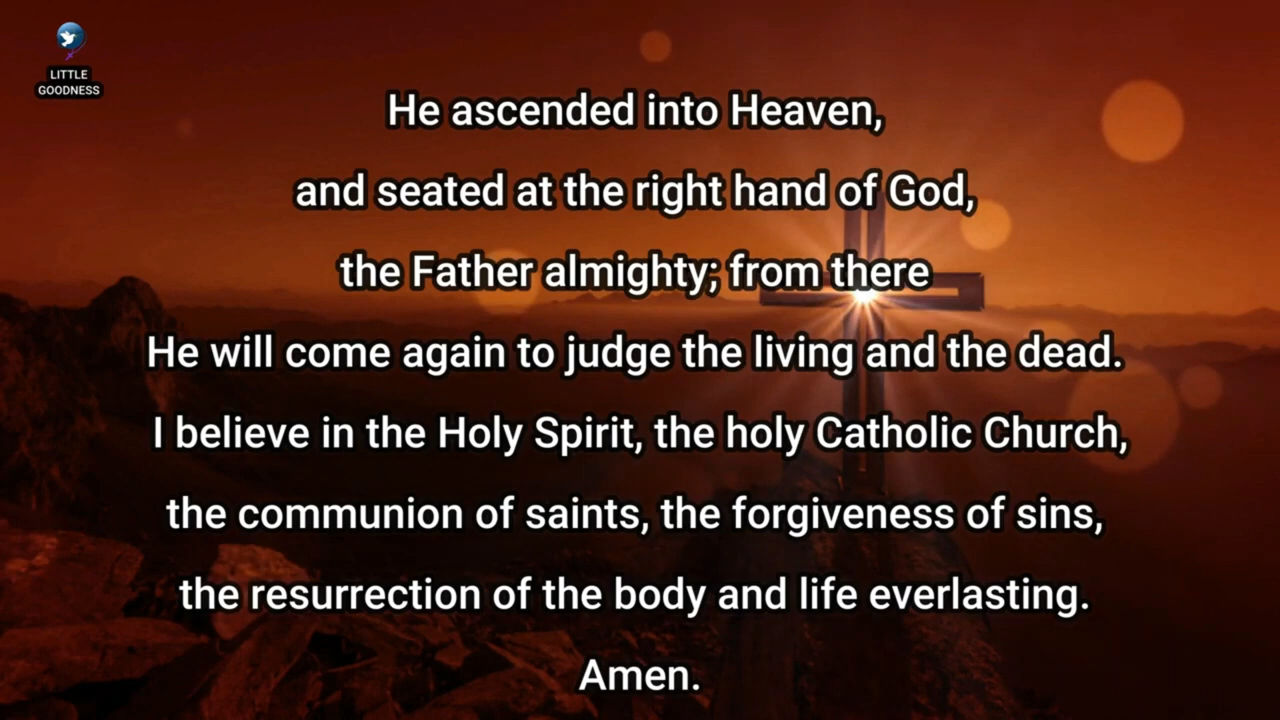 LITTLE
GOODNESS
He ascended into Heaven,
and seated at the right hand of God,
the Father almighty; from there
He will come again to judge the living and the dead.
I believe in the Holy Spirit, the holy Catholic Church,
the communion of saints, the forgiveness of sins,
the resurrection of the body and life everlasting.
Amen.